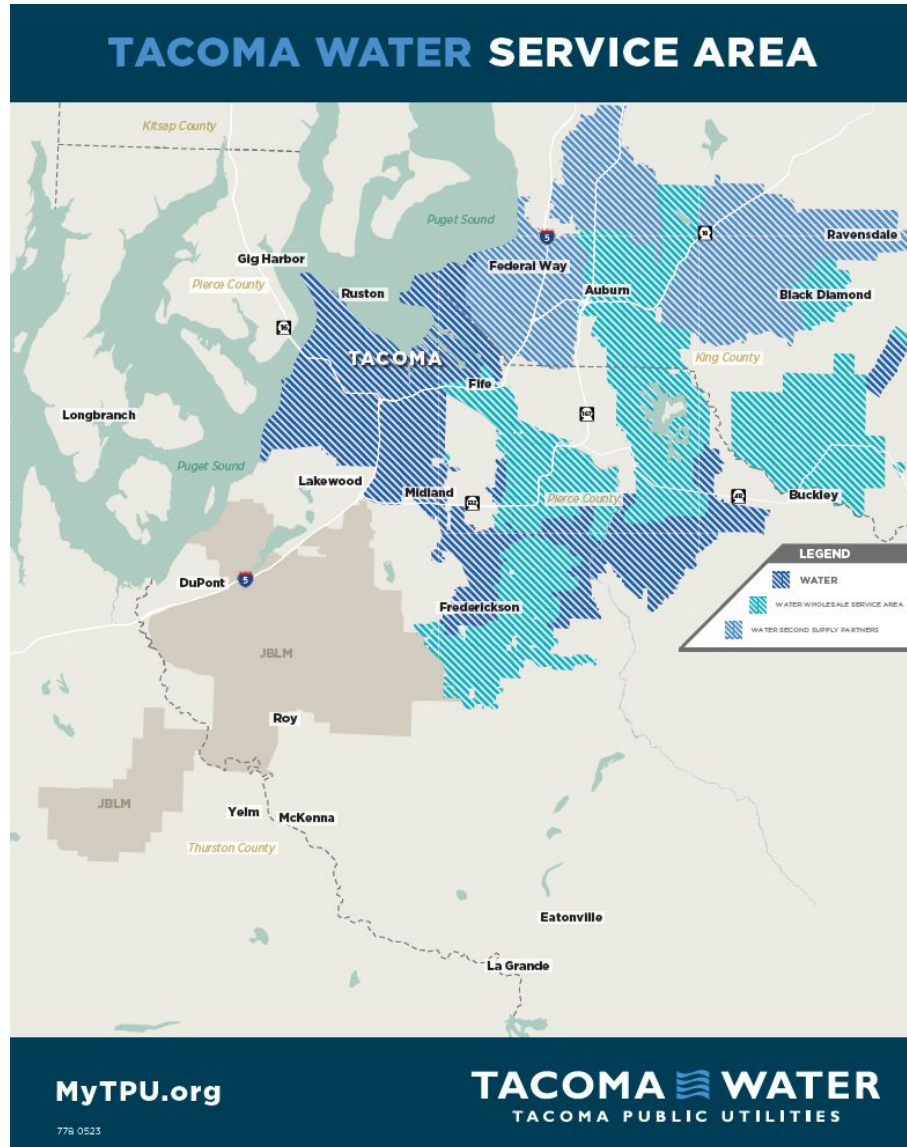 TACOMA WATER SERVICE AREA
Kitsap County
Puget Sound
5
18
Ravensdale
Gig Harbor
Federal Way
Pierce County
Ruston
Auburn
Black Diamond
16
TACOMA
King County
Fife
Longbranch
167
Puget Sound
Lakewood
Midland
512
Pierce County
410
Buckley
LEGEND
WATER
WATER WHOLESALE SERVICE AREA
WATER SECOND SUPPLY PARTNERS
DuPont
5
Frederickson
JBLM
Roy
JBLM
Yelm
McKenna
Thurston County
Eatonville
La Grande
MyTPU.org
TACOMA WATER
TACOMA PUBLIC UTILITIES
778 0523